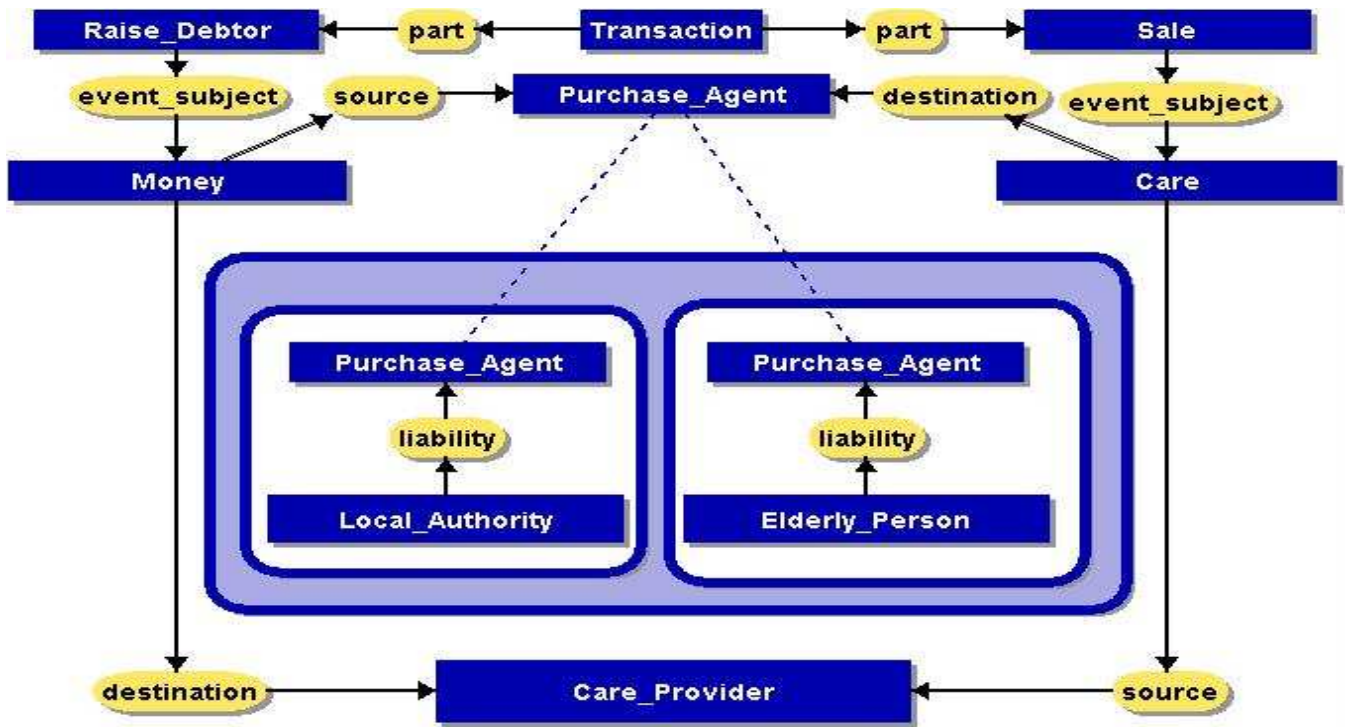 Raise_Debtor part Transaction part Sale
event_subject source Purchase_Agent destination event_subject
Money Care
Purchase_Agent Purchase_Agent
liability liability
Local_Authority Elderly_Person
destination Care_Provider source